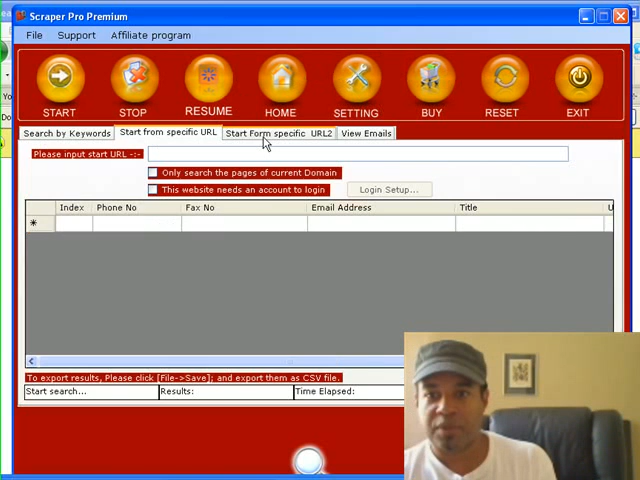 Scraper Pro Premium
File Support Affiliate program
START STOP RESUME HOME SETTING BUY RESET EXIT
Search by Keywords Start from specific URL Start Form specific URL2 View Emails
Please input start URL -:-
Only search the pages of current Domain
This website needs an account to login Login Setup...
Index Phone No Fax No Email Address Title U
To export results, Please click [File->Save]; and export them as CSV file.
Start search... Results: Time Elapsed: